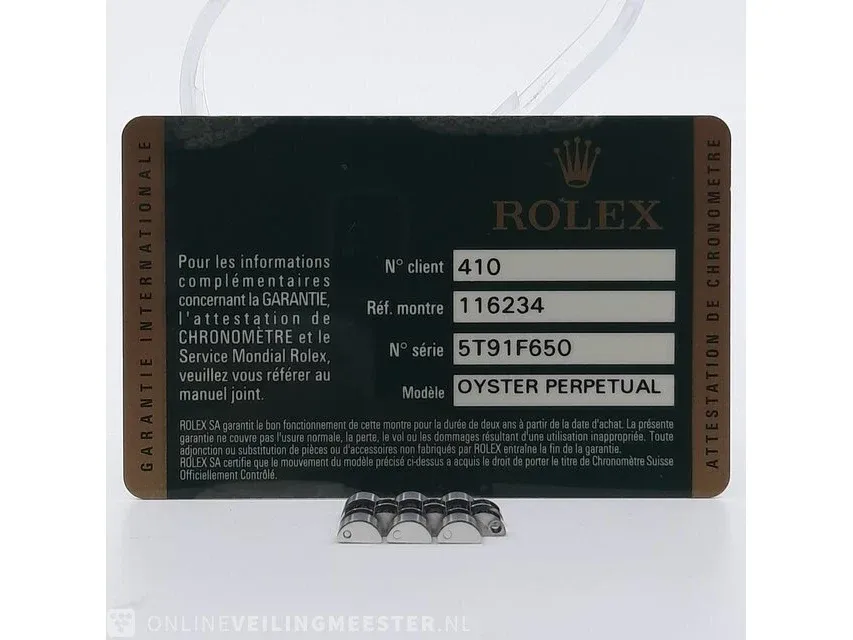 GARANTIE INTERNATIONALE
ROLEX
Pour les informations
complémentaires
concernant la GARANTIE,
l'attestation de
CHRONOMÈTRE et le
Service Mondial Rolex,
veuillez vous référer au
manuel joint.
N° client 410
Réf. montre 116234
N° série 5T91F650
Modèle OYSTER PERPETUAL
ATTESTATION DE CHRONOMETRE
ROLEX SA garantit le bon fonctionnement de cette montre pour la durée de deux ans à partir de la date d'achat. La présente
garantie ne couvre pas l'usure normale, la perte, le vol ou les dommages résultant d'une utilisation inappropriée. Toute
adjonction ou substitution de pièces ou d'accessoires non fabriqués par ROLEX entraîne la fin de la garantie.
ROLEX SA certifie que le mouvement du modèle précisé ci-dessus a acquis le droit de porter le titre de Chronomètre Suisse
Officiellement Contrôlé.
ONLINEVEILINGMEESTER.NL